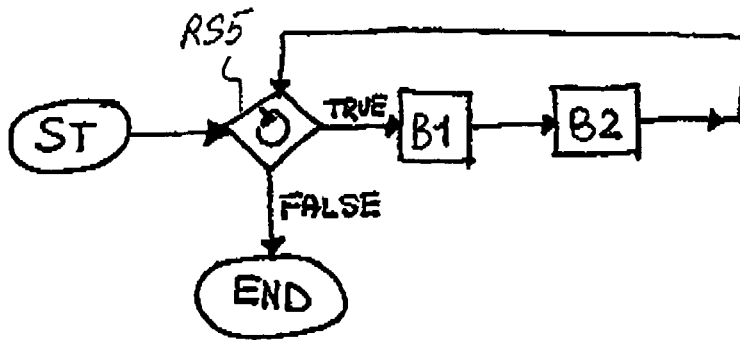 RS5
ST
TRUE
B1
B2
FALSE
END